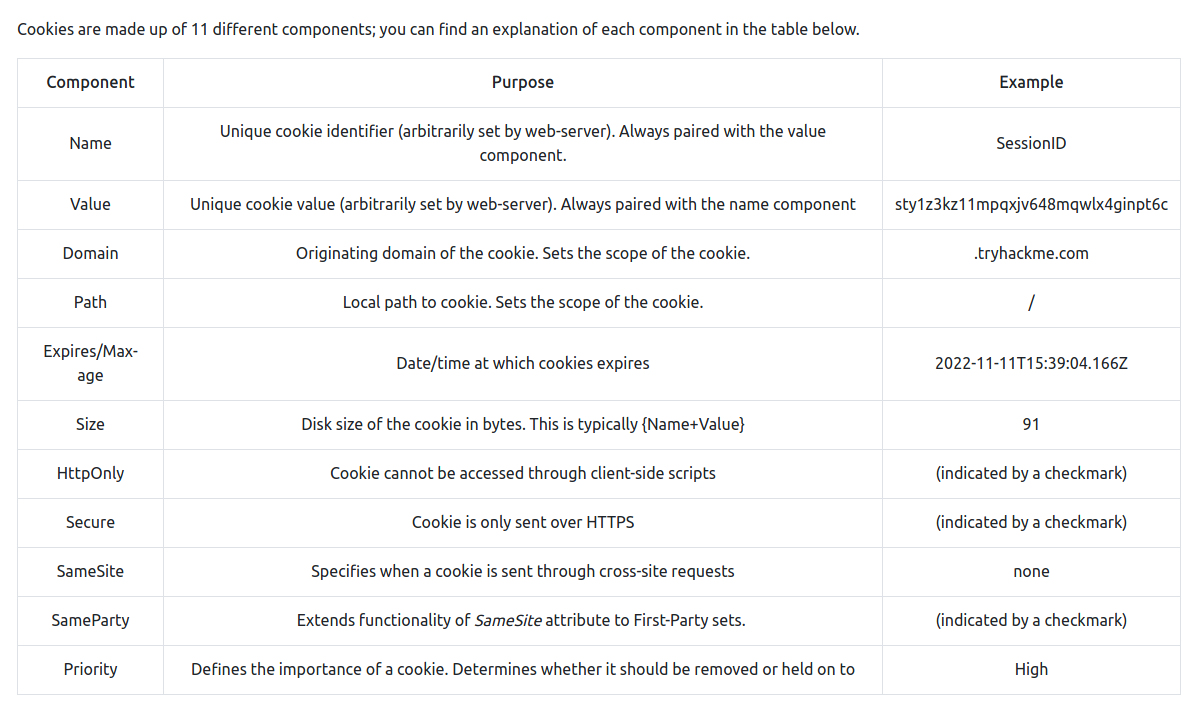 Cookies are made up of 11 different components; you can find an explanation of each component in the table below.
Component Purpose Example
Name Unique cookie identifier (arbitrarily set by web-server). Always paired with the value component. SessionID
Value Unique cookie value (arbitrarily set by web-server). Always paired with the name component sty1z3kz11mpqxjv648mqwlx4ginpt6c
Domain Originating domain of the cookie. Sets the scope of the cookie. .tryhackme.com
Path Local path to cookie. Sets the scope of the cookie. /
Expires/Max-age Date/time at which cookies expires 2022-11-11T15:39:04.166Z
Size Disk size of the cookie in bytes. This is typically {Name+Value} 91
HttpOnly Cookie cannot be accessed through client-side scripts (indicated by a checkmark)
Secure Cookie is only sent over HTTPS (indicated by a checkmark)
SameSite Specifies when a cookie is sent through cross-site requests none
SameParty Extends functionality of SameSite attribute to First-Party sets. (indicated by a checkmark)
Priority Defines the importance of a cookie. Determines whether it should be removed or held on to High